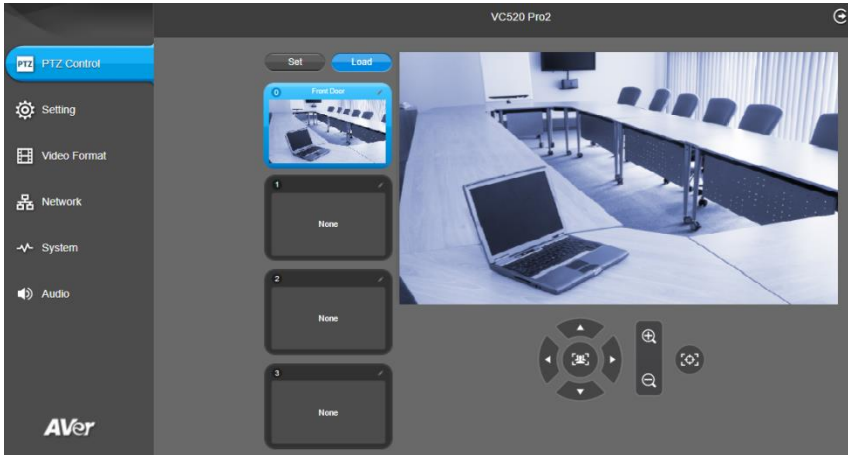 VC520 Pro2
PTZ PTZ Control
Setting
Video Format
Network
System
Audio
AVer
Set Load
0 Front Door
1
None
2
None
3
None